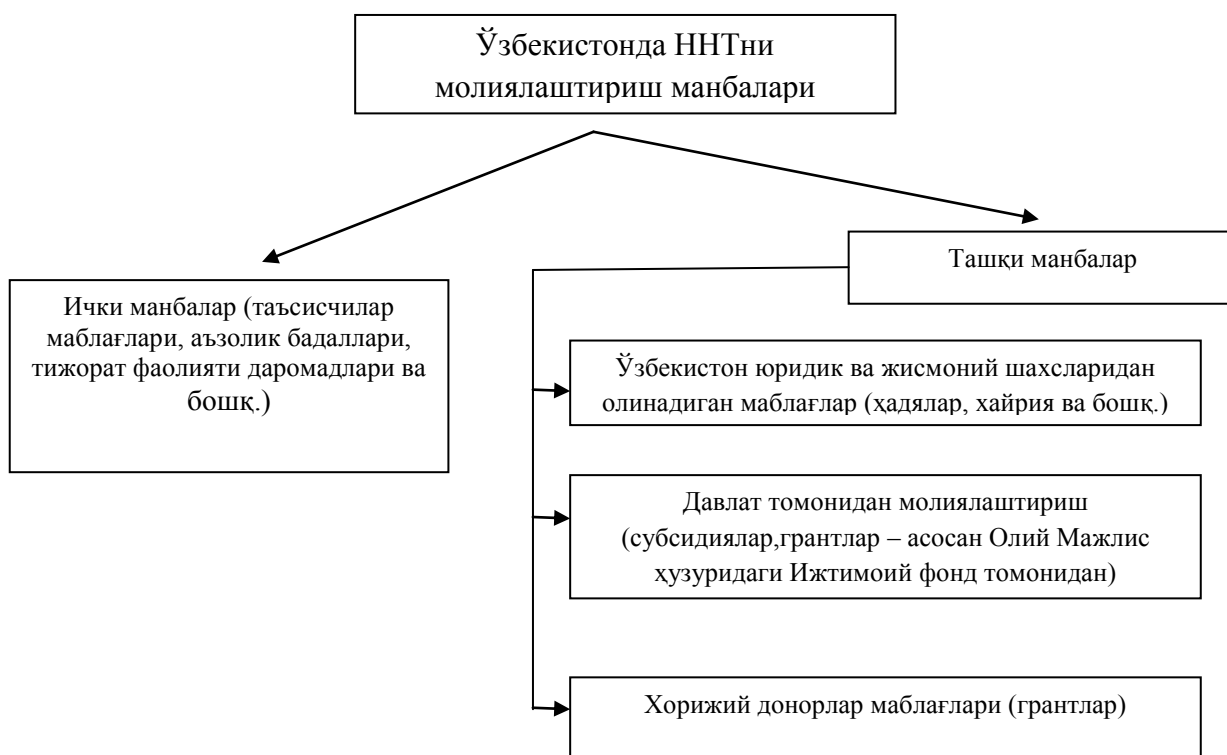 Ўзбекистонда ННТни
молиялаштириш манбалари
Ташқи манбалар
Ички манбалар (таъсисчилар
маблағлари, аъзолик бадаллари,
тижорат фаолияти даромадлари ва
бошқ.)
Ўзбекистон юридик ва жисмоний шахсларидан
олинадиган маблағлар (ҳадялар, хайрия ва бошқ.)
Давлат томонидан молиялаштириш
(субсидиялар,грантлар – асосан Олий Мажлис
ҳузуридаги Ижтимоий фонд томонидан)
Хорижий донорлар маблағлари (грантлар)